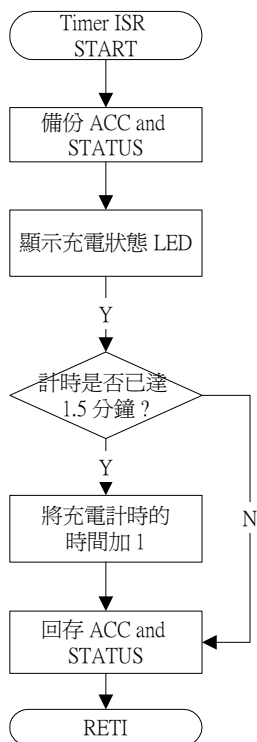 Timer ISR
START
備份 ACC and
STATUS
顯示充電狀態 LED
Y
計時是否已達
1.5 分鐘？
Y
N
將充電計時的
時間加 1
回存 ACC and
STATUS
RETI